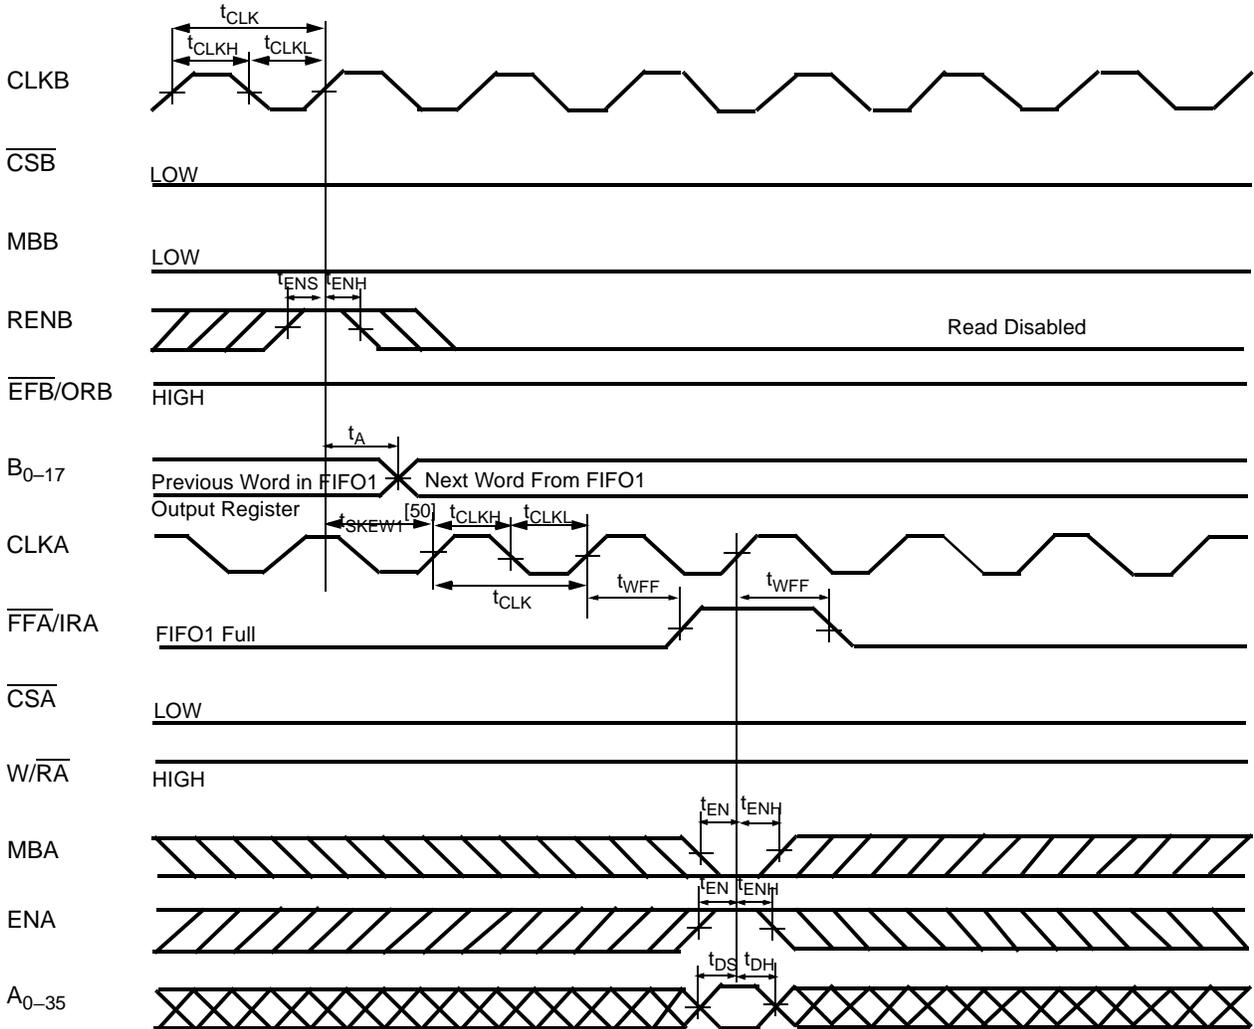 tCLK
tCLKH tCLKL
CLKB
CSB
LOW
MBB
LOW
tENS tENH
RENB
Read Disabled
EFB/ORB
HIGH
tA
B0–17
Previous Word in FIFO1 Next Word From FIFO1
Output Register
tSKEW1[50] tCLKH tCLKL
CLKA
tCLK
tWFF tWFF
FFA/IRA
FIFO1 Full
CSA
LOW
W/RA
HIGH
tEN tENH
MBA
tEN tENH
ENA
tDS tDH
A0–35